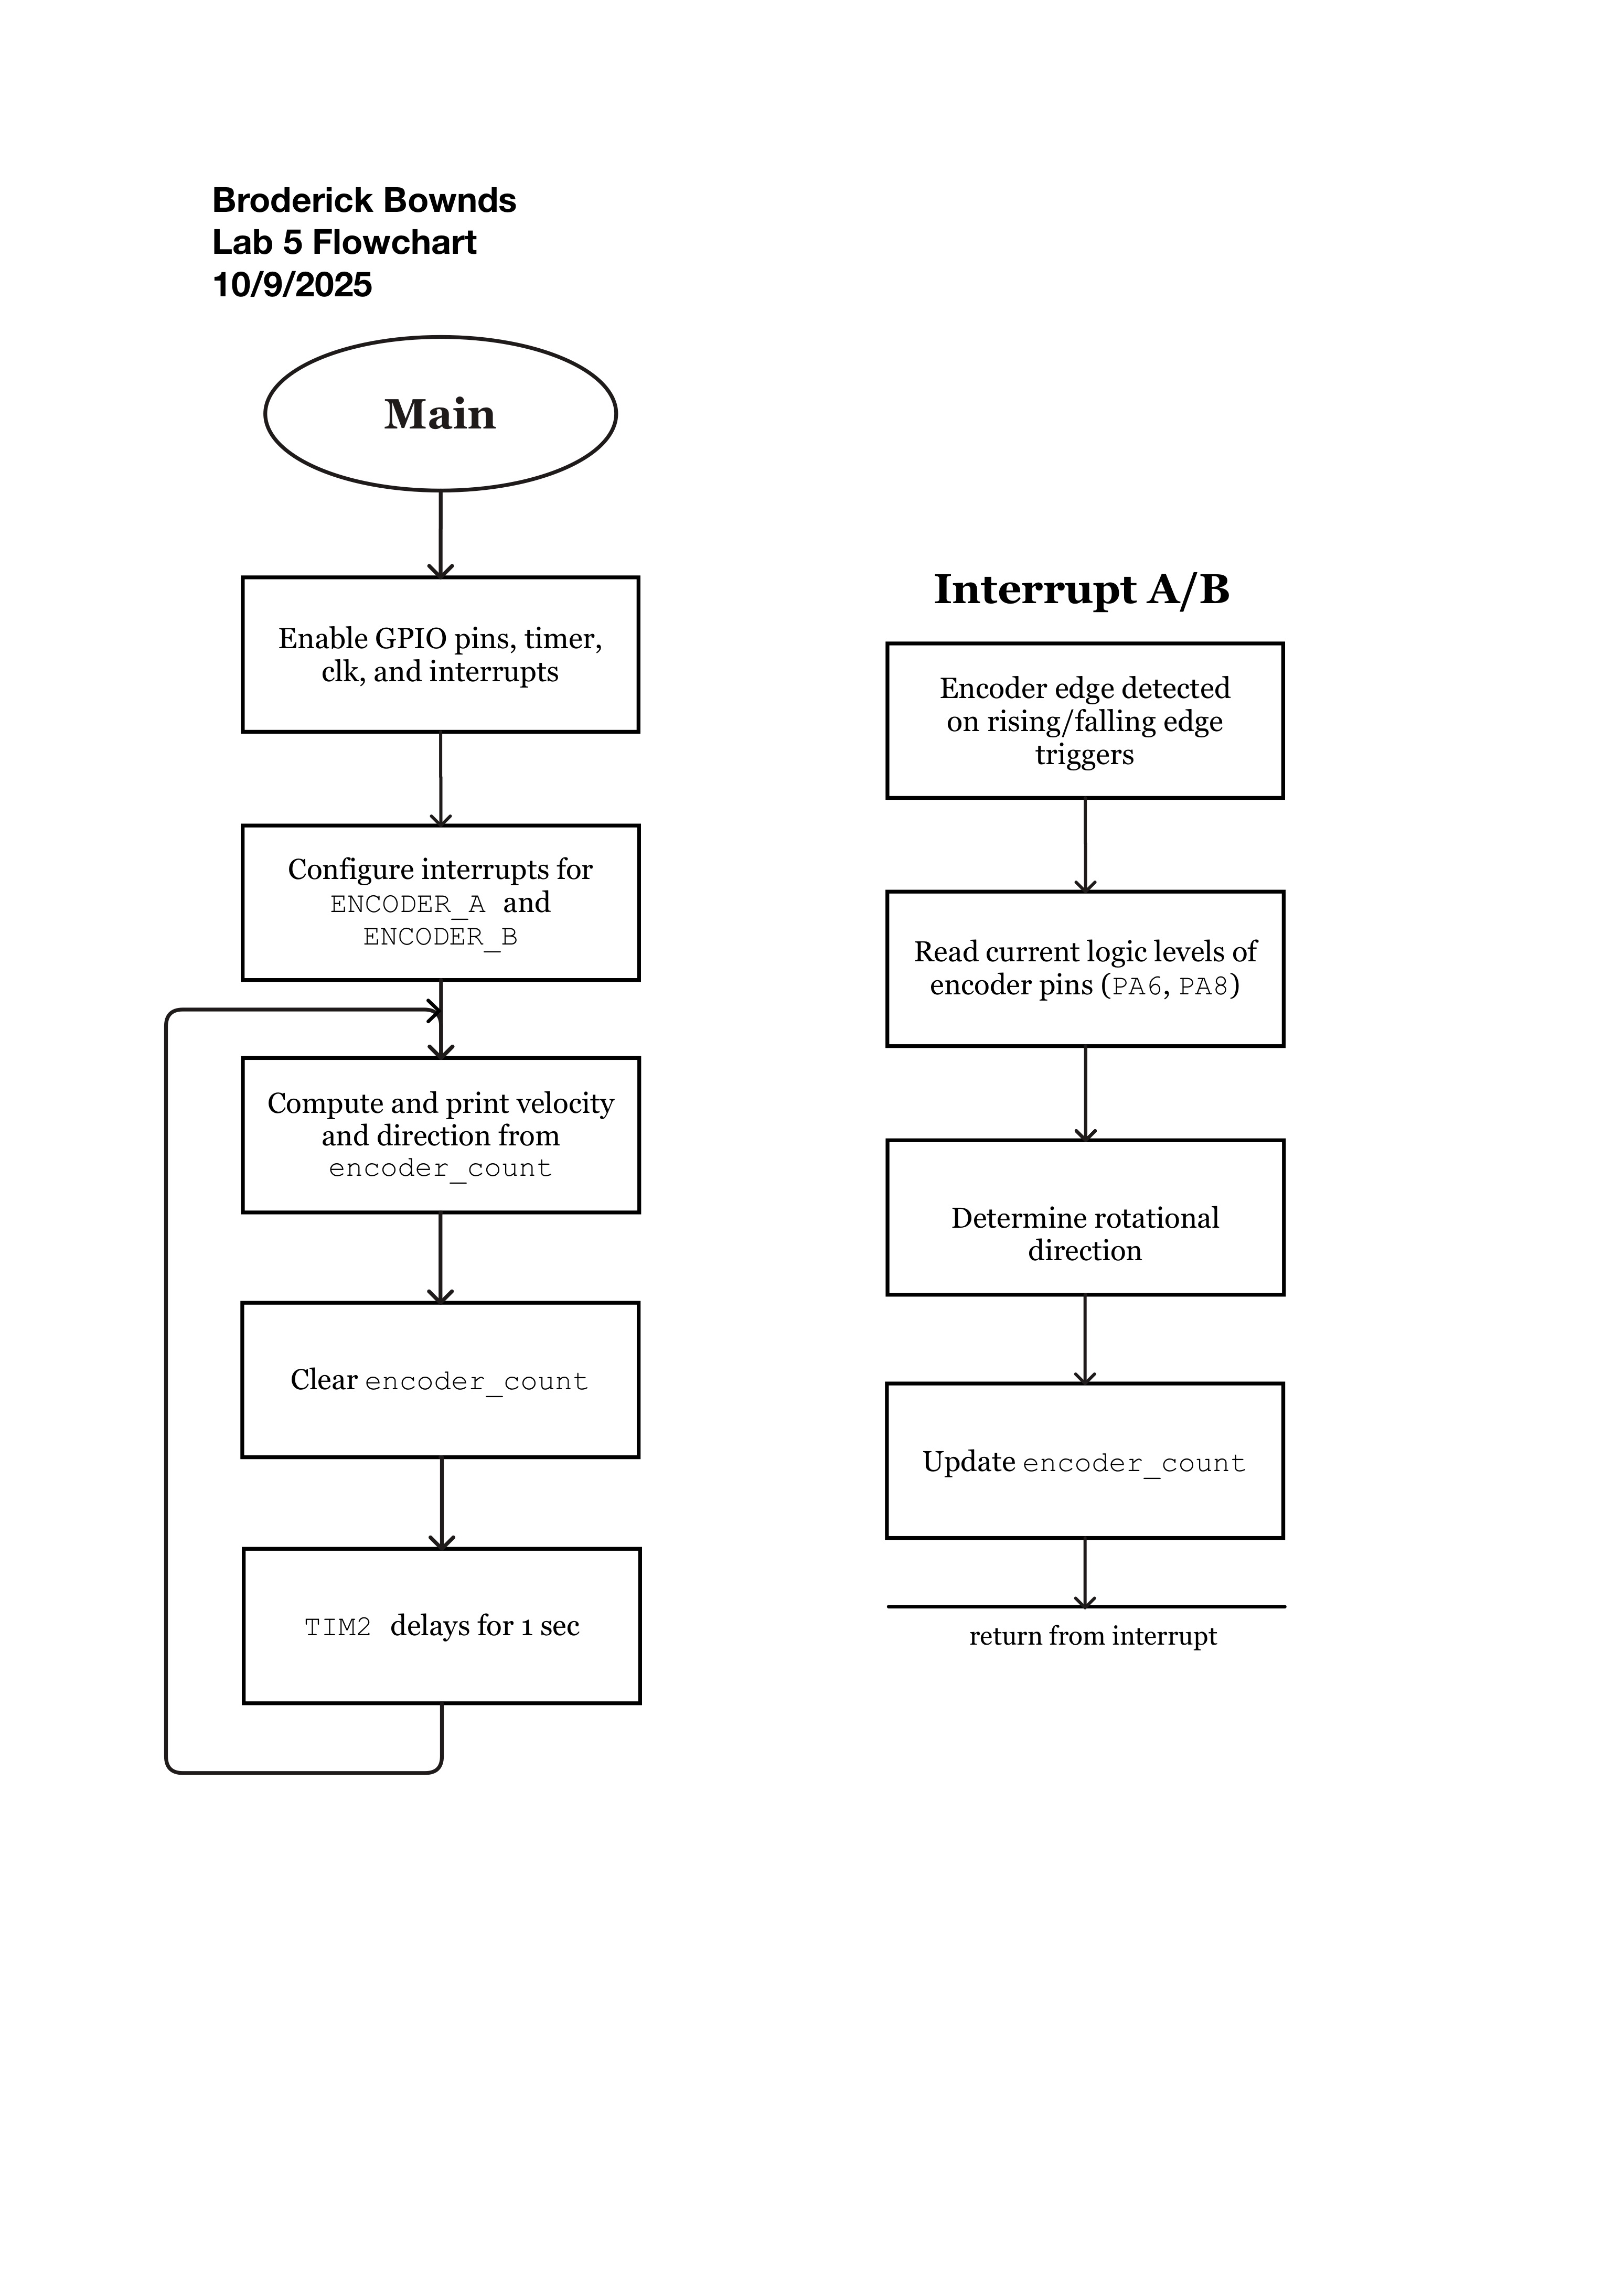 Broderick Bownds
Lab 5 Flowchart
10/9/2025
Main
Enable GPIO pins, timer,
clk, and interrupts
Configure interrupts for
ENCODER_A and
ENCODER_B
Compute and print velocity
and direction from
encoder_count
Clear encoder_count
TIM2 delays for 1 sec
Interrupt A/B
Encoder edge detected
on rising/falling edge
triggers
Read current logic levels of
encoder pins (PA6, PA8)
Determine rotational
direction
Update encoder_count
return from interrupt